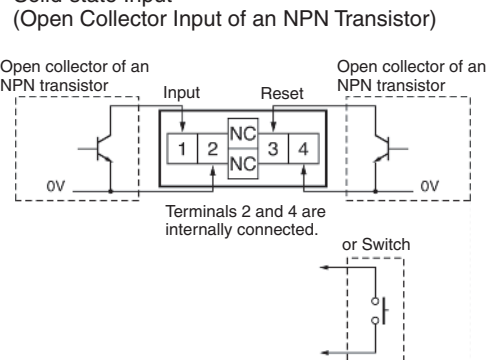 Solid state Input
(Open Collector Input of an NPN Transistor)
Open collector of an
NPN transistor
Open collector of an
NPN transistor
Input
Reset
NC
1 2 3 4
NC
0V
0V
Terminals 2 and 4 are
internally connected.
or Switch